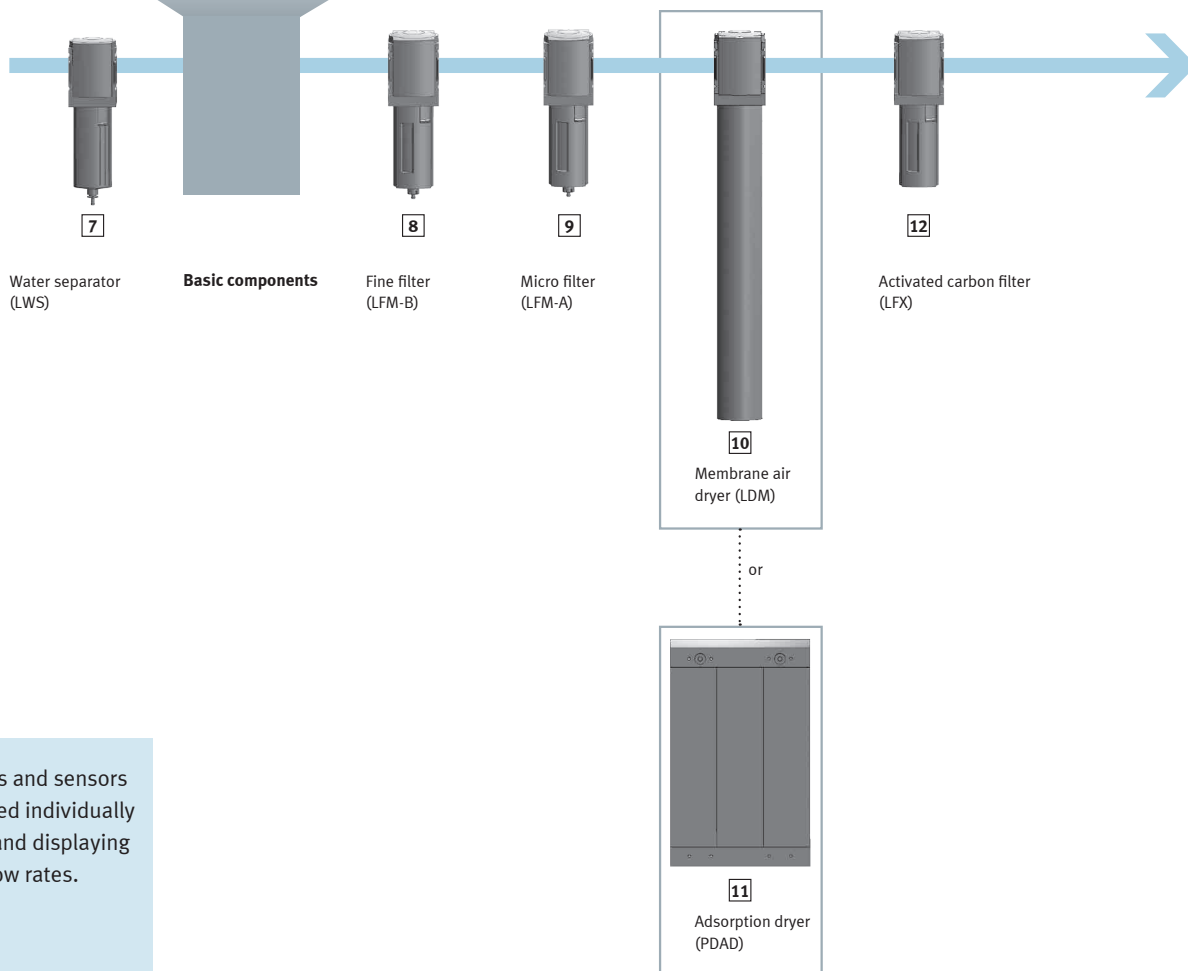 7
Water separator
(LWS)
Basic components
8
Fine filter
(LFM-B)
9
Micro filter
(LFM-A)
10
Membrane air
dryer (LDM)
12
Activated carbon filter
(LFX)
or
11
Adsorption dryer
(PDAD)
s and sensors
ed individually
and displaying
ow rates.